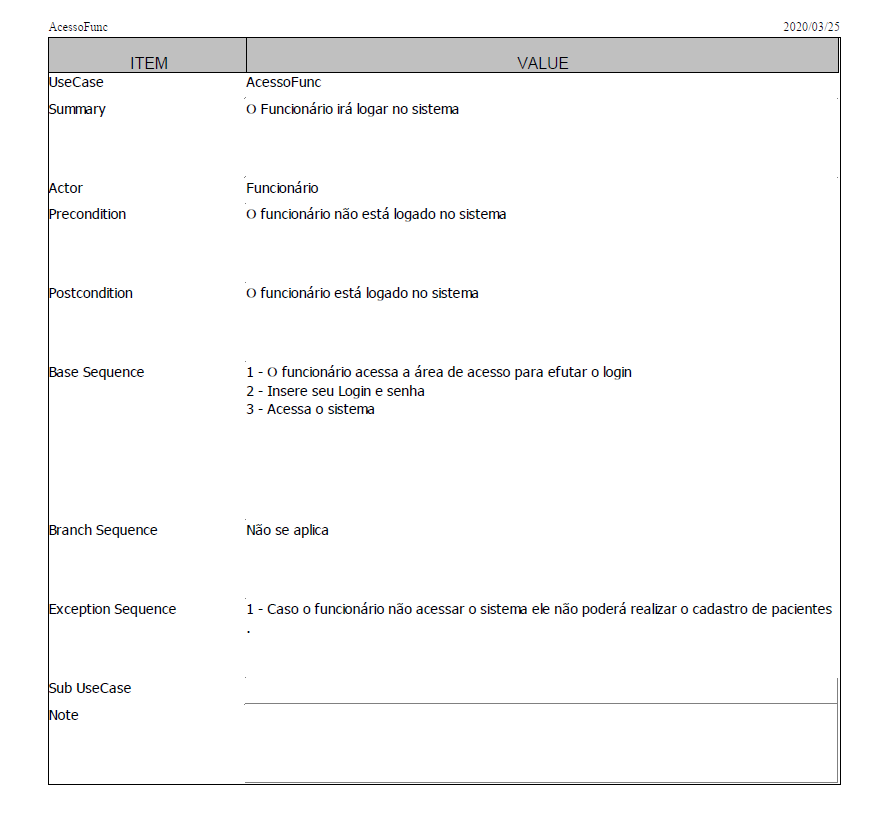 AcessoFunc 2020/03/25
ITEM VALUE
UseCase AcessoFunc
Summary O Funcionário irá logar no sistema
Actor Funcionário
Precondition O funcionário não está logado no sistema
Postcondition O funcionário está logado no sistema
Base Sequence 1 - O funcionário acessa a área de acesso para efutar o login
2 - Insere seu Login e senha
3 - Acessa o sistema
Branch Sequence Não se aplica
Exception Sequence 1 - Caso o funcionário não acessar o sistema ele não poderá realizar o cadastro de pacientes
.
Sub UseCase
Note